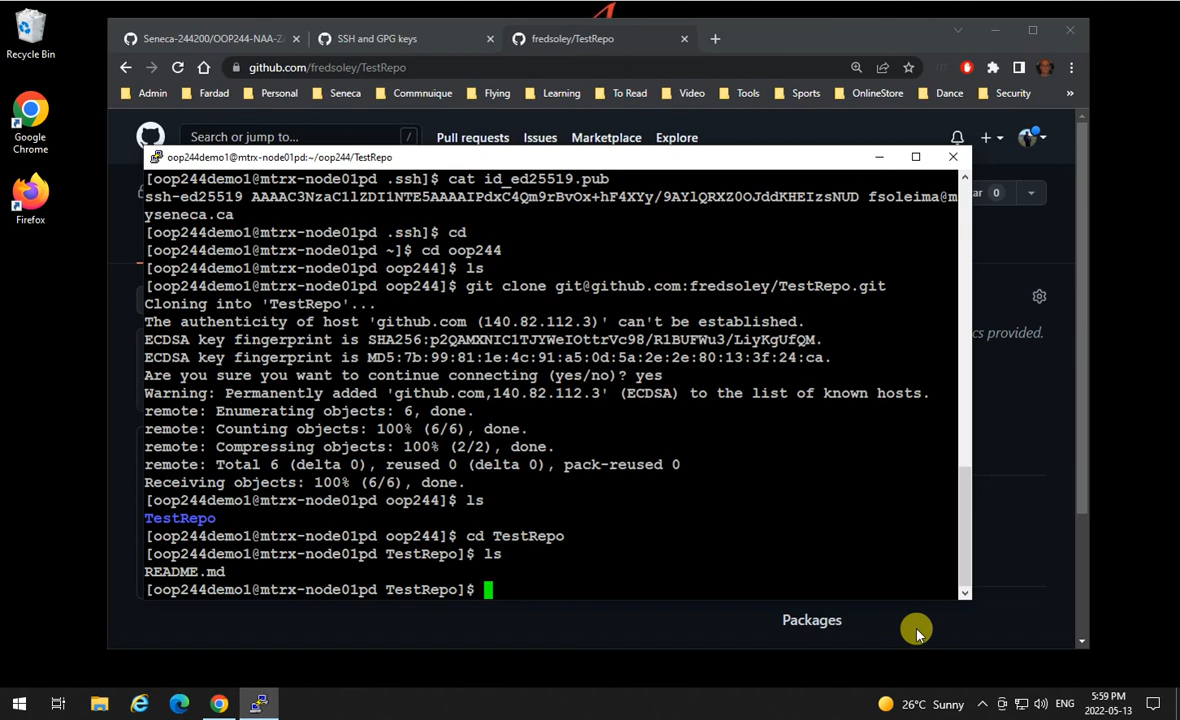 Recycle Bin
Google
Chrome
Firefox
Seneca-244200/OOP244-NAA-Z
SSH and GPG keys
fredsoley/TestRepo
github.com/fredsoley/TestRepo
Admin
Fardad
Personal
Seneca
Commnuique
Flying
Learning
To Read
Video
Tools
Sports
OnlineStore
Dance
Security
»
Search or jump to...
/
Pull requests
Issues
Marketplace
Explore
oop244demo1@mtrx-node01pd:~/oop244/TestRepo
[oop244demo1@mtrx-node01pd .ssh]$ cat id_ed25519.pub
ssh-ed25519 AAAAC3NzaC1lZDI1NTE5AAAAIPdxC4Qm9rBvOx+hF4XYy/9AYlQRXZ0OJddKHEIzsNUD fsoleima@m
yseneca.ca
[oop244demo1@mtrx-node01pd .ssh]$ cd
[oop244demo1@mtrx-node01pd ~]$ cd oop244
[oop244demo1@mtrx-node01pd oop244]$ ls
[oop244demo1@mtrx-node01pd oop244]$ git clone git@github.com:fredsoley/TestRepo.git
Cloning into 'TestRepo'...
The authenticity of host 'github.com (140.82.112.3)' can't be established.
ECDSA key fingerprint is SHA256:p2QAMXNIC1TJYWeIOttrVc98/R1BUFWu3/LiyKgUfQM.
ECDSA key fingerprint is MD5:7b:99:81:1e:4c:91:a5:0d:5a:2e:2e:80:13:3f:24:ca.
Are you sure you want to continue connecting (yes/no)? yes
Warning: Permanently added 'github.com,140.82.112.3' (ECDSA) to the list of known hosts.
remote: Enumerating objects: 6, done.
remote: Counting objects: 100% (6/6), done.
remote: Compressing objects: 100% (2/2), done.
remote: Total 6 (delta 0), reused 0 (delta 0), pack-reused 0
Receiving objects: 100% (6/6), done.
[oop244demo1@mtrx-node01pd oop244]$ ls
TestRepo
[oop244demo1@mtrx-node01pd oop244]$ cd TestRepo
[oop244demo1@mtrx-node01pd TestRepo]$ ls
README.md
[oop244demo1@mtrx-node01pd TestRepo]$
ar 0
cs provided.
Packages
26°C Sunny
ENG
5:59 PM
2022-05-13